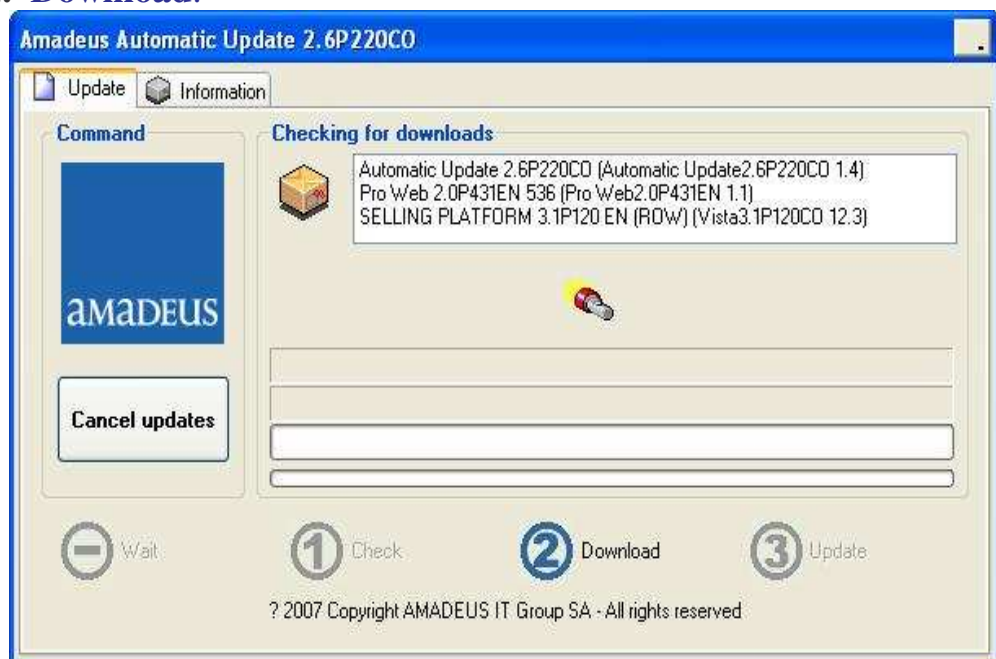 Download.
Amadeus Automatic Update 2.6P220CO
Update Information
Command
Checking for downloads
Automatic Update 2.6P220CO (Automatic Update2.6P220CO 1.4)
Pro Web 2.0P431EN 536 (Pro Web2.0P431EN 1.1)
SELLING PLATFORM 3.1P120 EN (ROW) (Vista3.1P120CO 12.3)
amadeus
Cancel updates
Wait 1 Check 2 Download 3 Update
? 2007 Copyright AMADEUS IT Group SA - All rights reserved